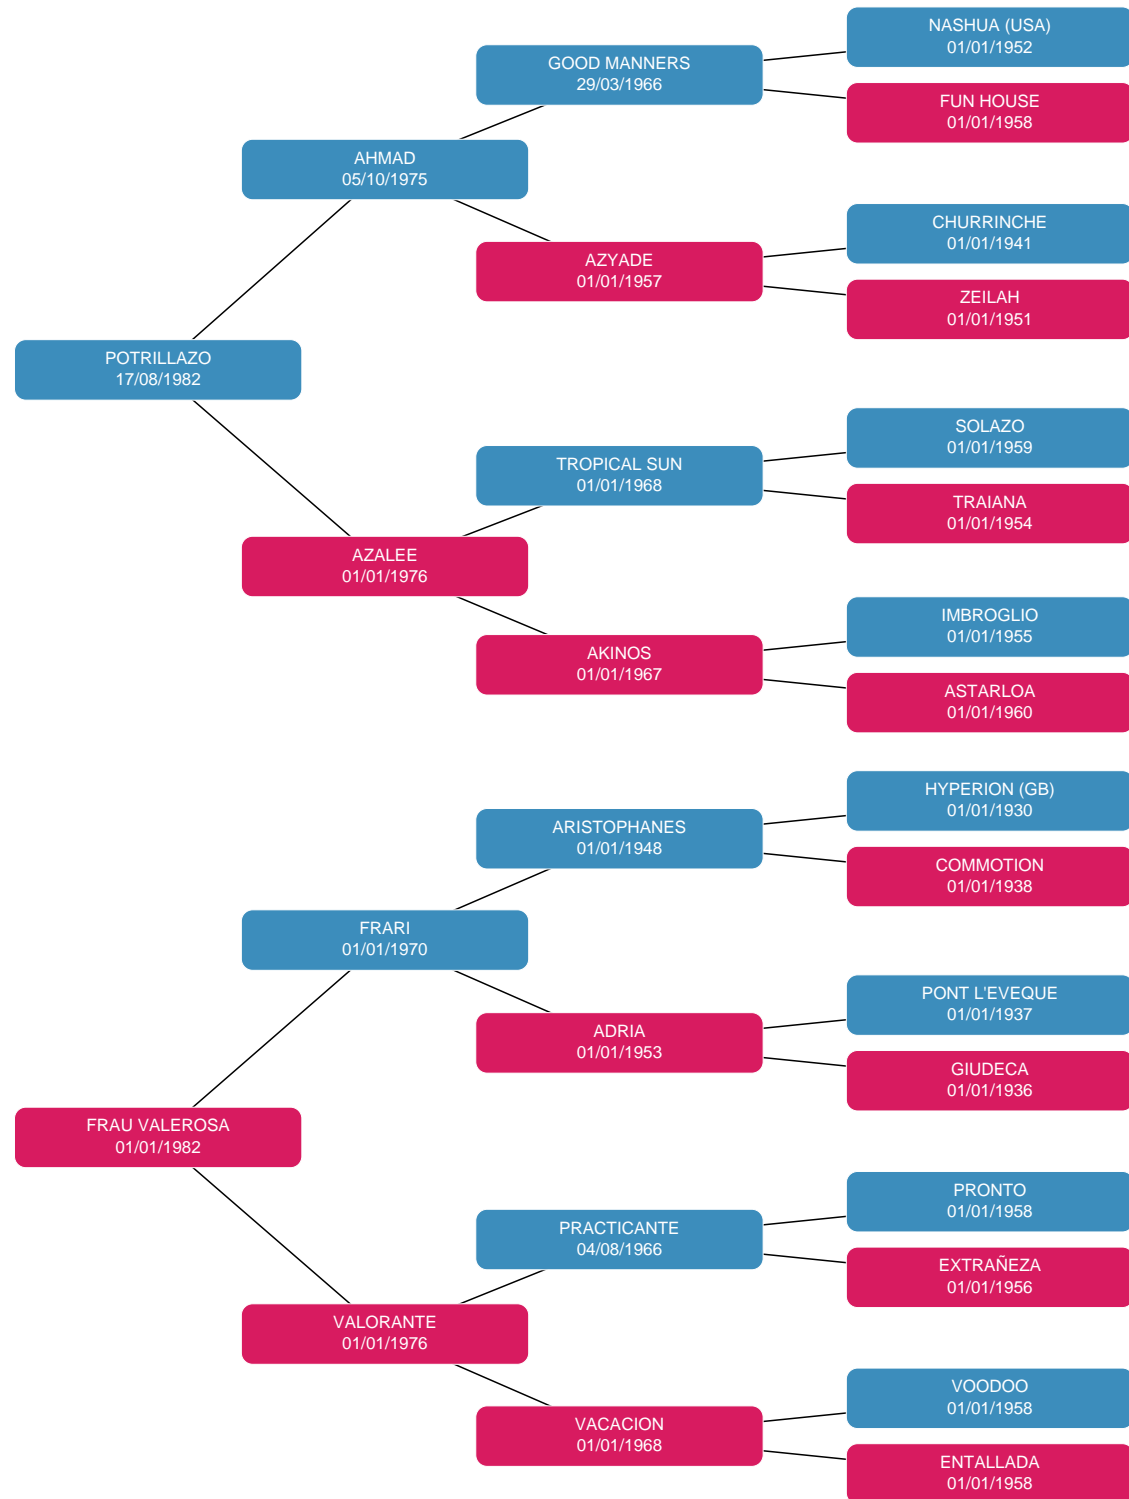 NASHUA (USA)
01/01/1952
GOOD MANNERS
29/03/1966
FUN HOUSE
01/01/1958
AHMAD
05/10/1975
CHURRINCHE
01/01/1941
AZYADE
01/01/1957
ZEILAH
01/01/1951
POTRILLAZO
17/08/1982
SOLAZO
01/01/1959
TROPICAL SUN
01/01/1968
TRAIANA
01/01/1954
AZALEE
01/01/1976
IMBROGLIO
01/01/1955
AKINOS
01/01/1967
ASTARLOA
01/01/1960
HYPERION (GB)
01/01/1930
ARISTOPHANES
01/01/1948
COMMOTION
01/01/1938
FRARI
01/01/1970
PONT L'EVEQUE
01/01/1937
ADRIA
01/01/1953
GIUDECA
01/01/1936
FRAU VALEROSA
01/01/1982
PRONTO
01/01/1958
PRACTICANTE
04/08/1966
EXTRAÑEZA
01/01/1956
VALORANTE
01/01/1976
VOODOO
01/01/1958
VACACION
01/01/1968
ENTALLADA
01/01/1958